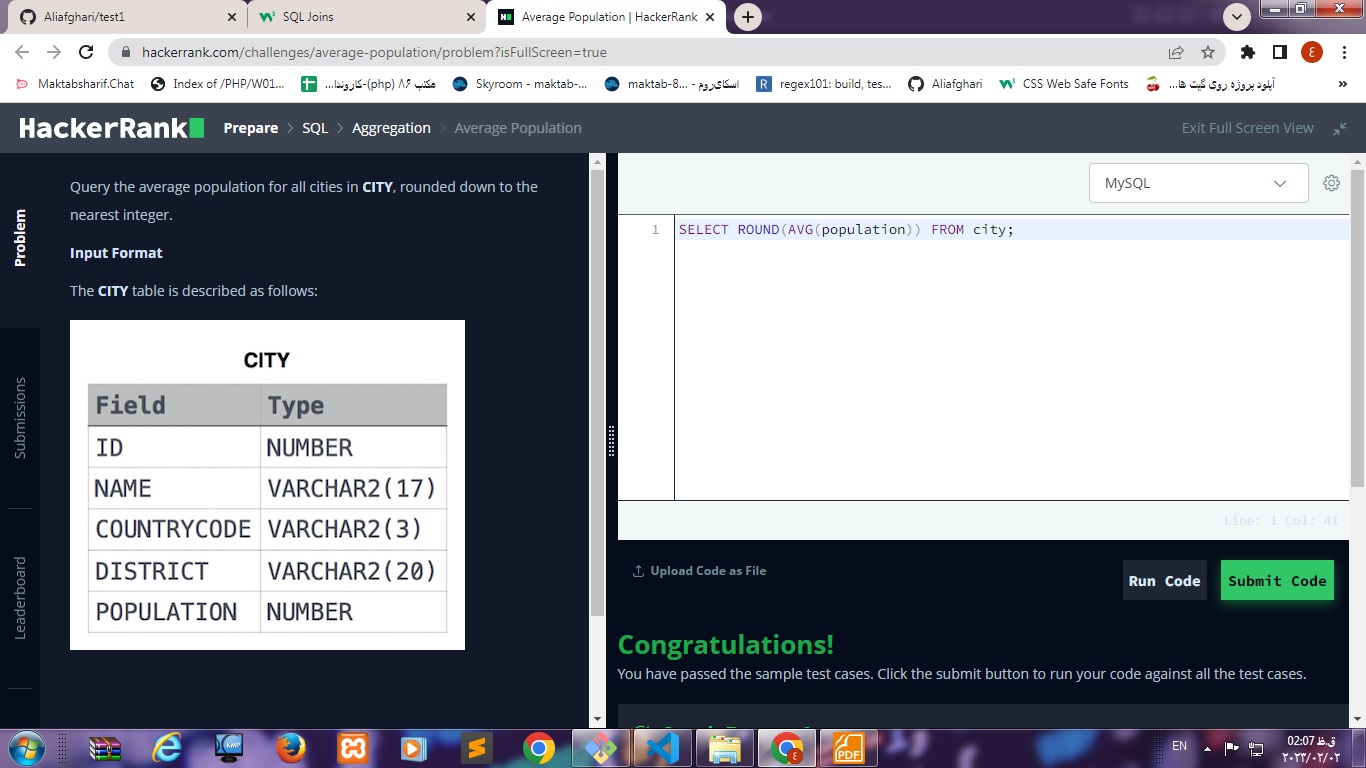 Aliafghari/test1
SQL Joins
Average Population | HackerRank
hackerrank.com/challenges/average-population/problem?isFullScreen=true
Maktabsharif.Chat
Index of /PHP/W01...
مکتب ۸۶ (php)-کاروندا...
Skyroom - maktab-...
اسکای‌روم - maktab-8...
regex101: build, tes...
Aliafghari
CSS Web Safe Fonts
آپلود پروژه روی گیت ها...
HackerRank
Prepare > SQL > Aggregation > Average Population
Exit Full Screen View
Problem
Submissions
Leaderboard
Query the average population for all cities in CITY, rounded down to the
nearest integer.
Input Format
The CITY table is described as follows:
CITY
Field Type
ID NUMBER
NAME VARCHAR2(17)
COUNTRYCODE VARCHAR2(3)
DISTRICT VARCHAR2(20)
POPULATION NUMBER
MySQL
1 SELECT ROUND(AVG(population)) FROM city;
Line: 1 Col: 41
Upload Code as File
Run Code
Submit Code
Congratulations!
You have passed the sample test cases. Click the submit button to run your code against all the test cases.
KMP
PDF
EN
02:07 ق.ظ
۲۰۲۳/۰۲/۰۲